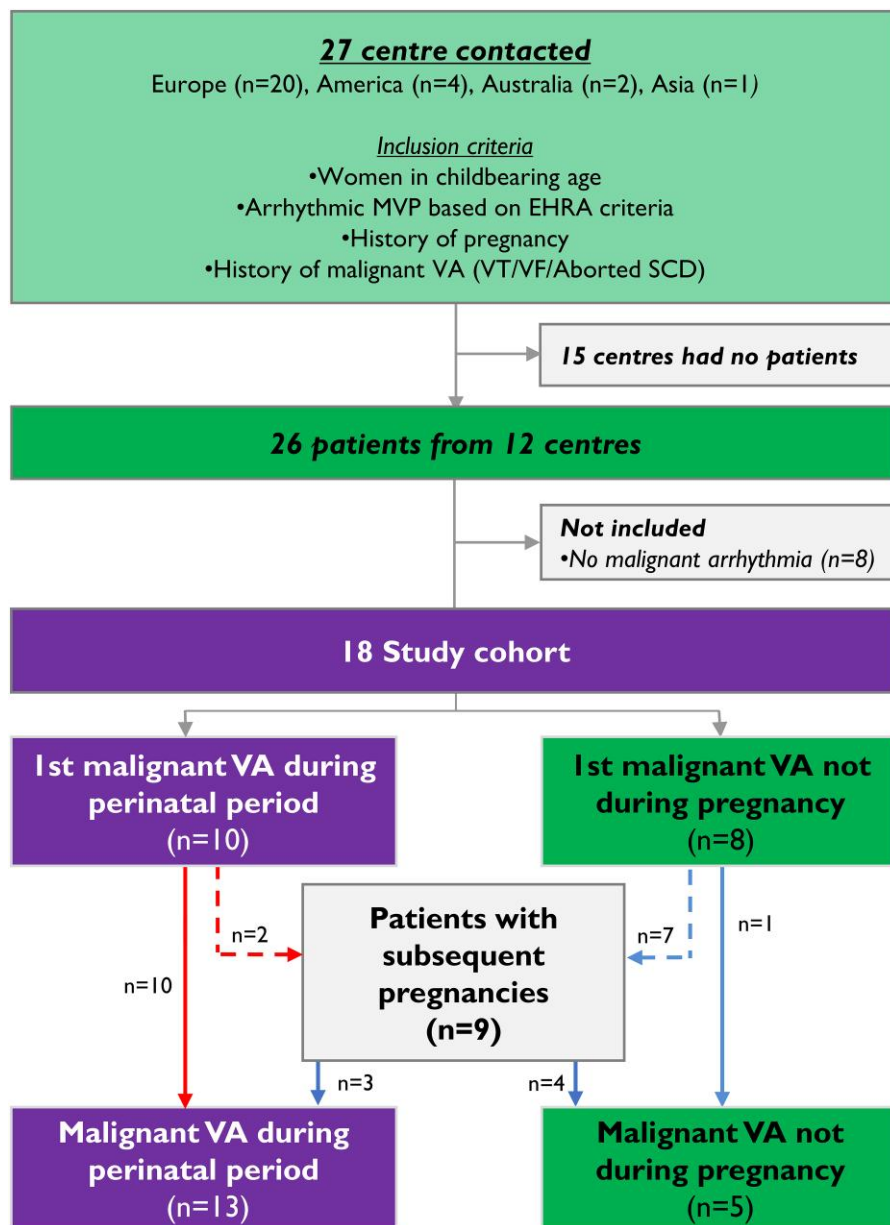 27 centre contacted
Europe (n=20), America (n=4), Australia (n=2), Asia (n=1)
Inclusion criteria
•Women in childbearing age
•Arrhythmic MVP based on EHRA criteria
•History of pregnancy
•History of malignant VA (VT/VF/Aborted SCD)
15 centres had no patients
26 patients from 12 centres
Not included
•No malignant arrhythmia (n=8)
18 Study cohort
1st malignant VA during
perinatal period
(n=10)
1st malignant VA not
during pregnancy
(n=8)
n=2
Patients with
subsequent
pregnancies
(n=9)
n=7
n=1
n=10
n=3
n=4
Malignant VA during
perinatal period
(n=13)
Malignant VA not
during pregnancy
(n=5)